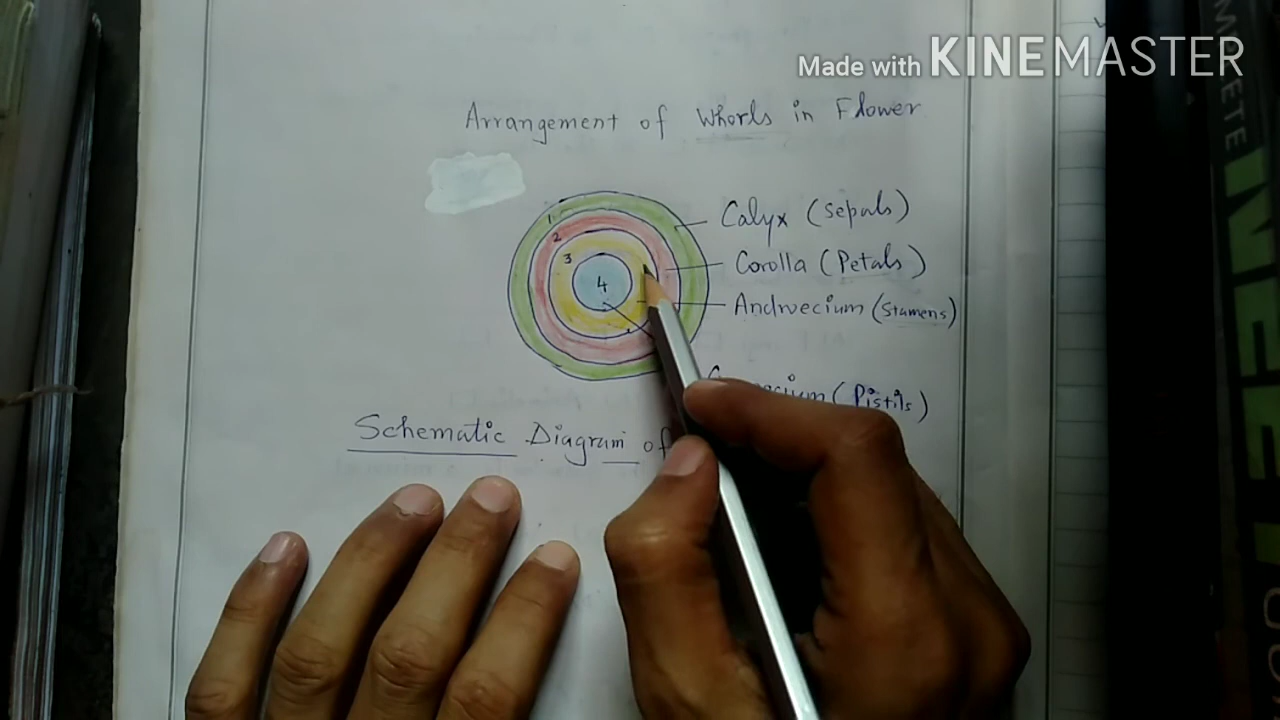 Made with KINEMASTER
Arrangement of Whorls in Flower
1
2
3
4
Calyx (Sepals)
Corolla (Petals)
Androecium (Stamens)
(Pistils)
Schematic Diagram of